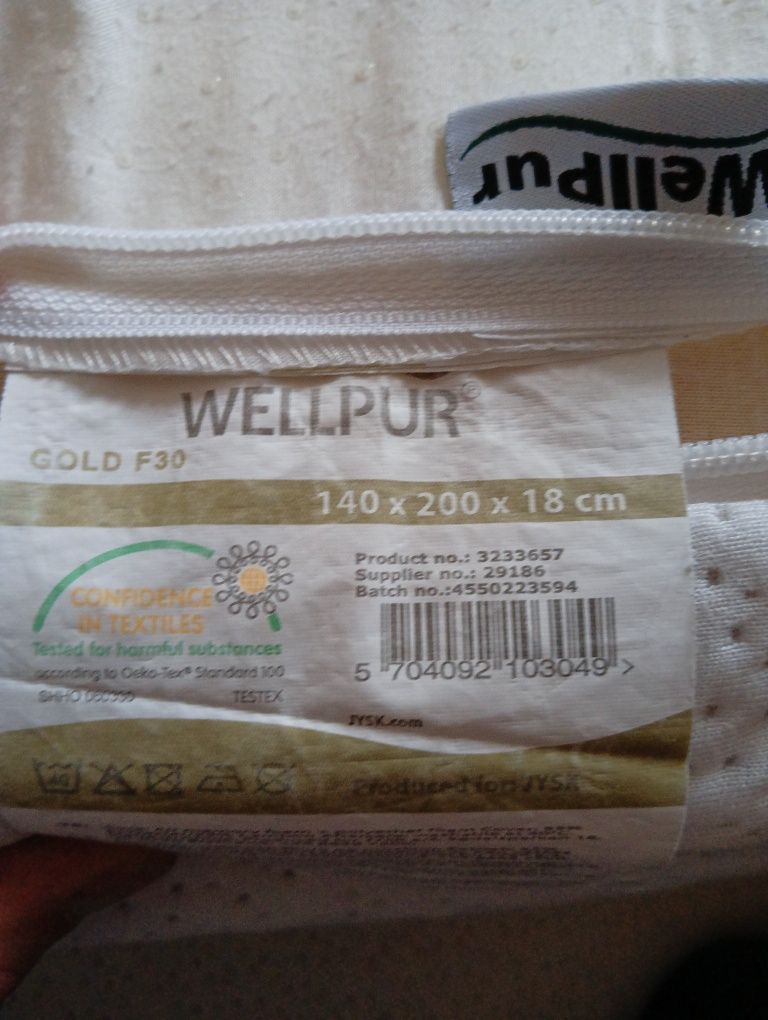 WellPur
WELLPUR®
GOLD F30
140 x 200 x 18 cm
CONFIDENCE
IN TEXTILES
Tested for harmful substances
according to Oeko-Tex® Standard 100
TESTEX
Product no.: 3233657
Supplier no.: 29186
Batch no.:4550223594
5 704092 103049 >
JYSK.com
Produced for JYSK